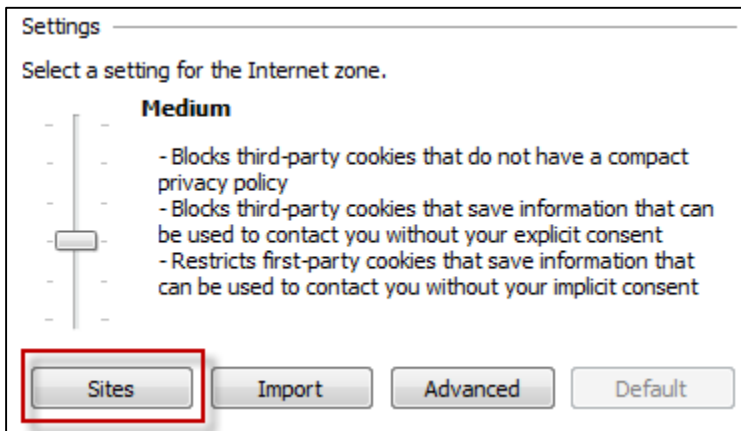 Settings
Select a setting for the Internet zone.
Medium
- Blocks third-party cookies that do not have a compact
privacy policy
- Blocks third-party cookies that save information that can
be used to contact you without your explicit consent
- Restricts first-party cookies that save information that
can be used to contact you without your implicit consent
Sites Import Advanced Default